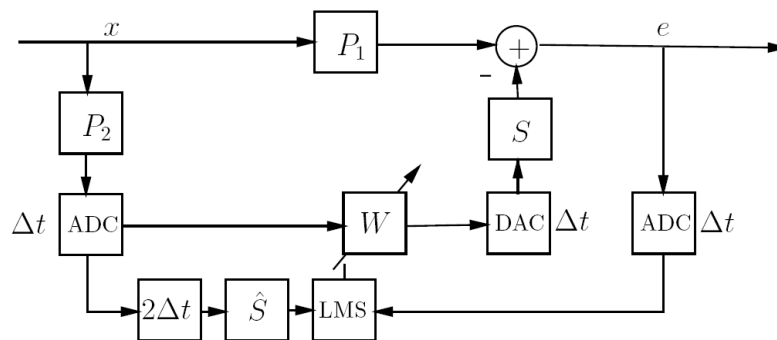 x
P₁
+
e
–
P₂
S
Δt
ADC
W
DAC
Δt
ADC
Δt
2Δt
Ŝ
LMS